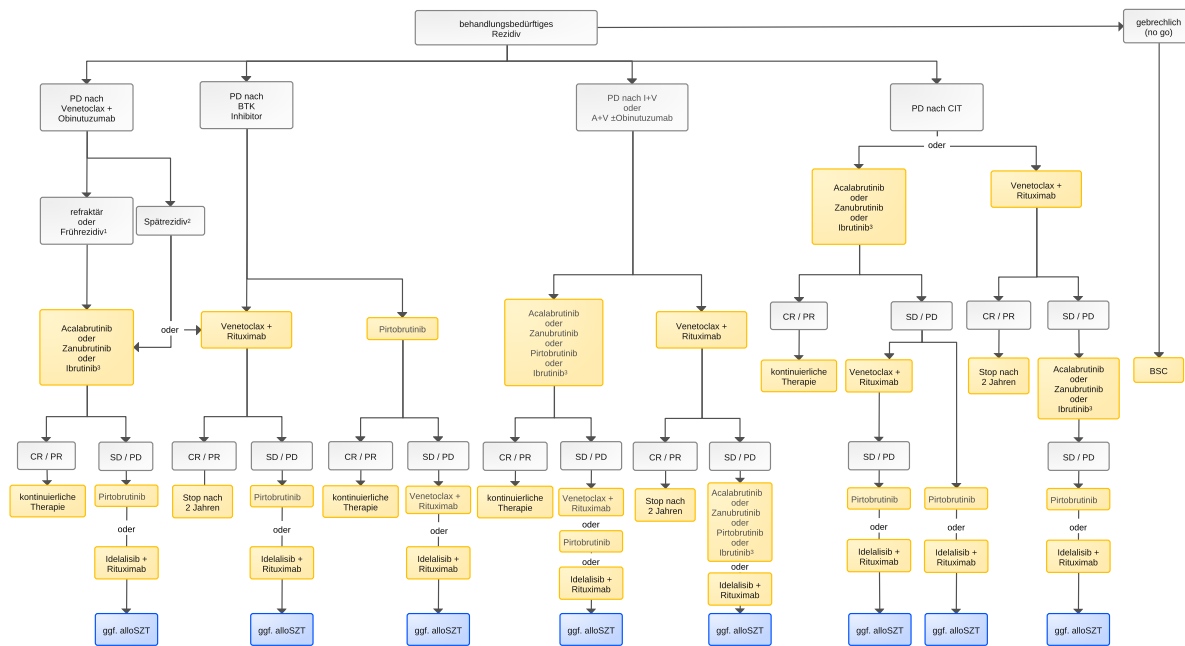 behandlungsbedürftiges
Rezidiv
gebrechlich
(no go)
PD nach
Venetoclax +
Obinutuzumab
PD nach
BTK
Inhibitor
PD nach I+V
oder
A+V ±Obinutuzumab
PD nach CIT
oder
refraktär
oder
Frührezidiv¹
Spätrezidiv²
Acalabrutinib
oder
Zanubrutinib
oder
Ibrutinib³
Venetoclax +
Rituximab
Acalabrutinib
oder
Zanubrutinib
oder
Ibrutinib³
oder
Venetoclax +
Rituximab
Pirtobrutinib
Acalabrutinib
oder
Zanubrutinib
oder
Pirtobrutinib
oder
Ibrutinib³
Venetoclax +
Rituximab
CR / PR
SD / PD
CR / PR
SD / PD
kontinuierliche
Therapie
Venetoclax +
Rituximab
Stop nach
2 Jahren
Acalabrutinib
oder
Zanubrutinib
oder
Ibrutinib³
BSC
CR / PR
SD / PD
CR / PR
SD / PD
CR / PR
SD / PD
CR / PR
SD / PD
CR / PR
SD / PD
SD / PD
SD / PD
kontinuierliche
Therapie
Pirtobrutinib
Stop nach
2 Jahren
Pirtobrutinib
kontinuierliche
Therapie
Venetoclax +
Rituximab
kontinuierliche
Therapie
Venetoclax +
Rituximab
Stop nach
2 Jahren
Acalabrutinib
oder
Zanubrutinib
oder
Pirtobrutinib
oder
Ibrutinib³
Pirtobrutinib
Pirtobrutinib
Pirtobrutinib
oder
oder
oder
oder
Pirtobrutinib
oder
oder
oder
oder
oder
Idelalisib +
Rituximab
Idelalisib +
Rituximab
Idelalisib +
Rituximab
Idelalisib +
Rituximab
Idelalisib +
Rituximab
Idelalisib +
Rituximab
Idelalisib +
Rituximab
Idelalisib +
Rituximab
ggf. alloSZT
ggf. alloSZT
ggf. alloSZT
ggf. alloSZT
ggf. alloSZT
ggf. alloSZT
ggf. alloSZT
ggf. alloSZT